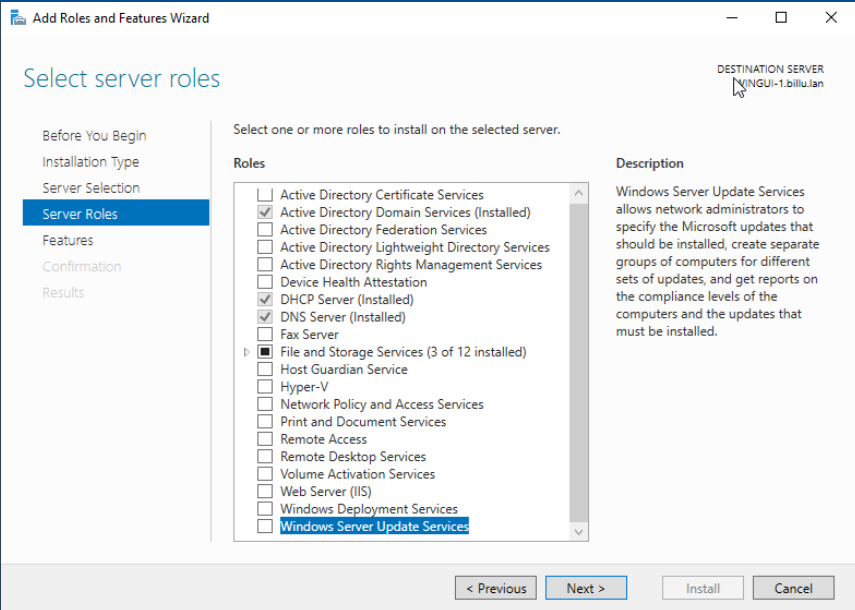 Add Roles and Features Wizard
Select server roles
DESTINATION SERVER
WINGUI-1.billu.lan
Before You Begin
Installation Type
Server Selection
Server Roles
Features
Confirmation
Results
Select one or more roles to install on the selected server.
Roles
Active Directory Certificate Services
Active Directory Domain Services (Installed)
Active Directory Federation Services
Active Directory Lightweight Directory Services
Active Directory Rights Management Services
Device Health Attestation
DHCP Server (Installed)
DNS Server (Installed)
Fax Server
File and Storage Services (3 of 12 installed)
Host Guardian Service
Hyper-V
Network Policy and Access Services
Print and Document Services
Remote Access
Remote Desktop Services
Volume Activation Services
Web Server (IIS)
Windows Deployment Services
Windows Server Update Services
Description
Windows Server Update Services
allows network administrators to
specify the Microsoft updates that
should be installed, create separate
groups of computers for different
sets of updates, and get reports on
the compliance levels of the
computers and the updates that
must be installed.
< Previous
Next >
Install
Cancel